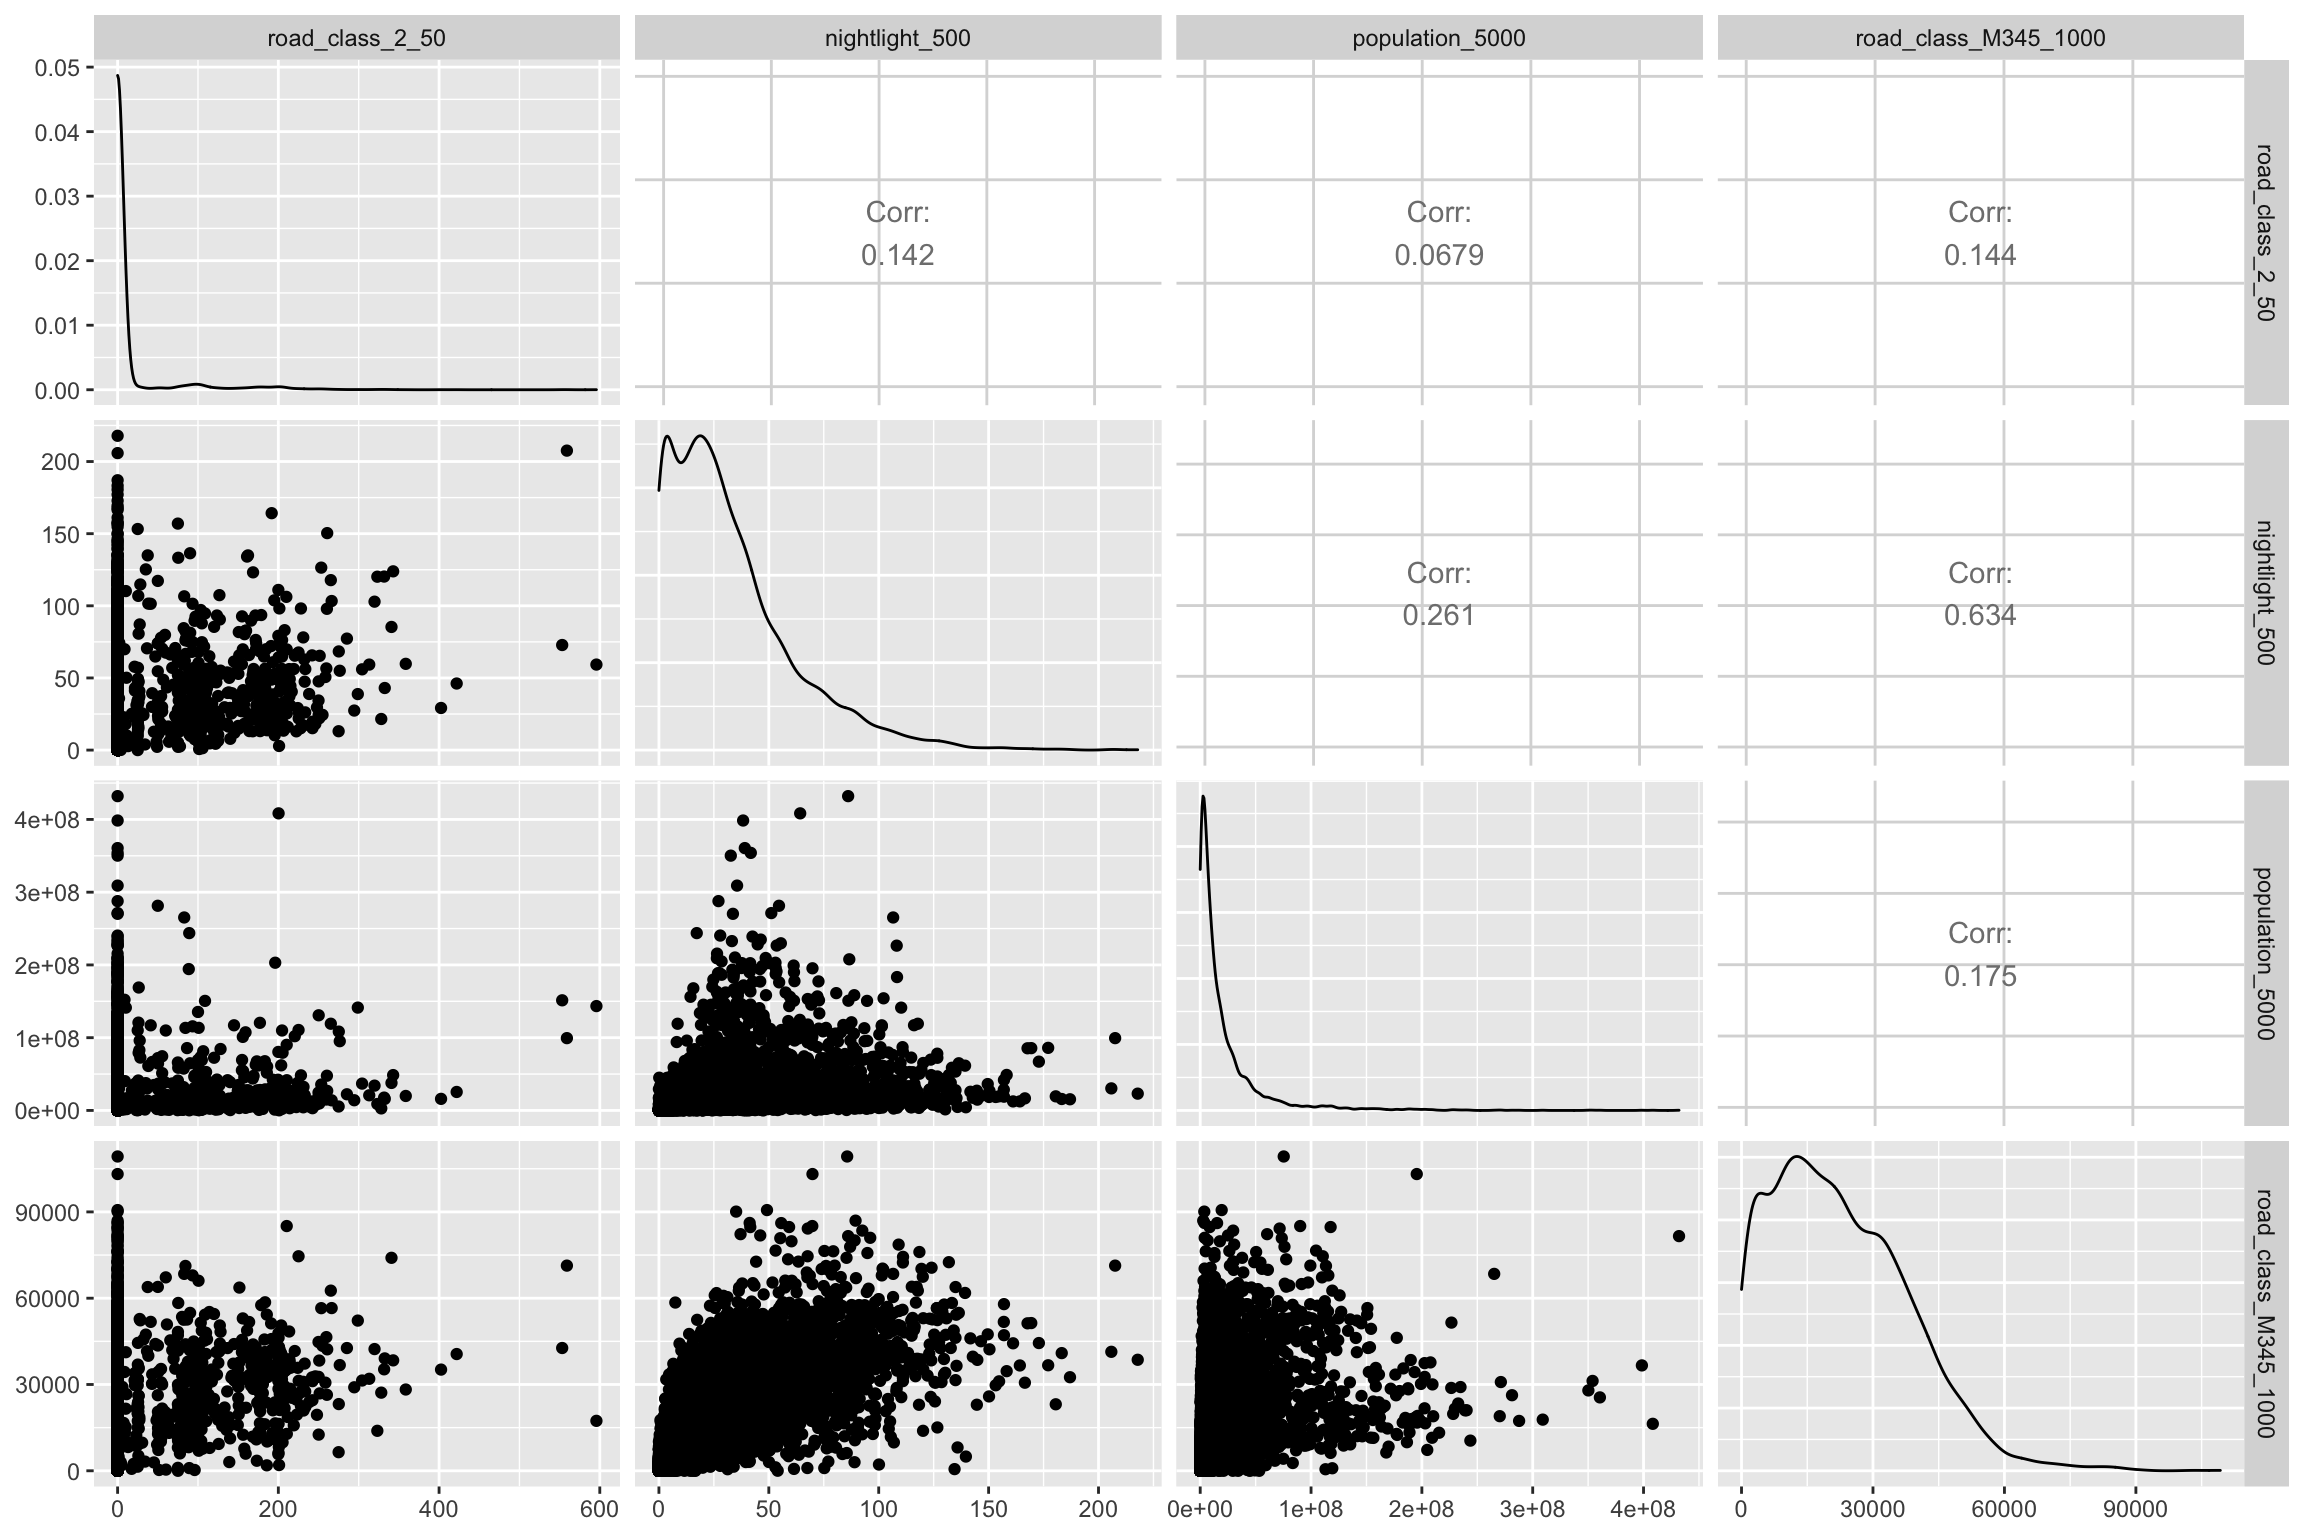 road_class_2_50
nightlight_500
population_5000
road_class_M345_1000
0.05
0.04
0.03
0.02
0.01
0.00
Corr:
0.142
Corr:
0.0679
Corr:
0.144
road_class_2_50
200
150
100
50
0
Corr:
0.261
Corr:
0.634
nightlight_500
4e+08
3e+08
2e+08
1e+08
0e+00
Corr:
0.175
population_5000
90000
60000
30000
0
road_class_M345_1000
0 200 400 600
0 50 100 150 200
0e+00 1e+08 2e+08 3e+08 4e+08
0 30000 60000 90000